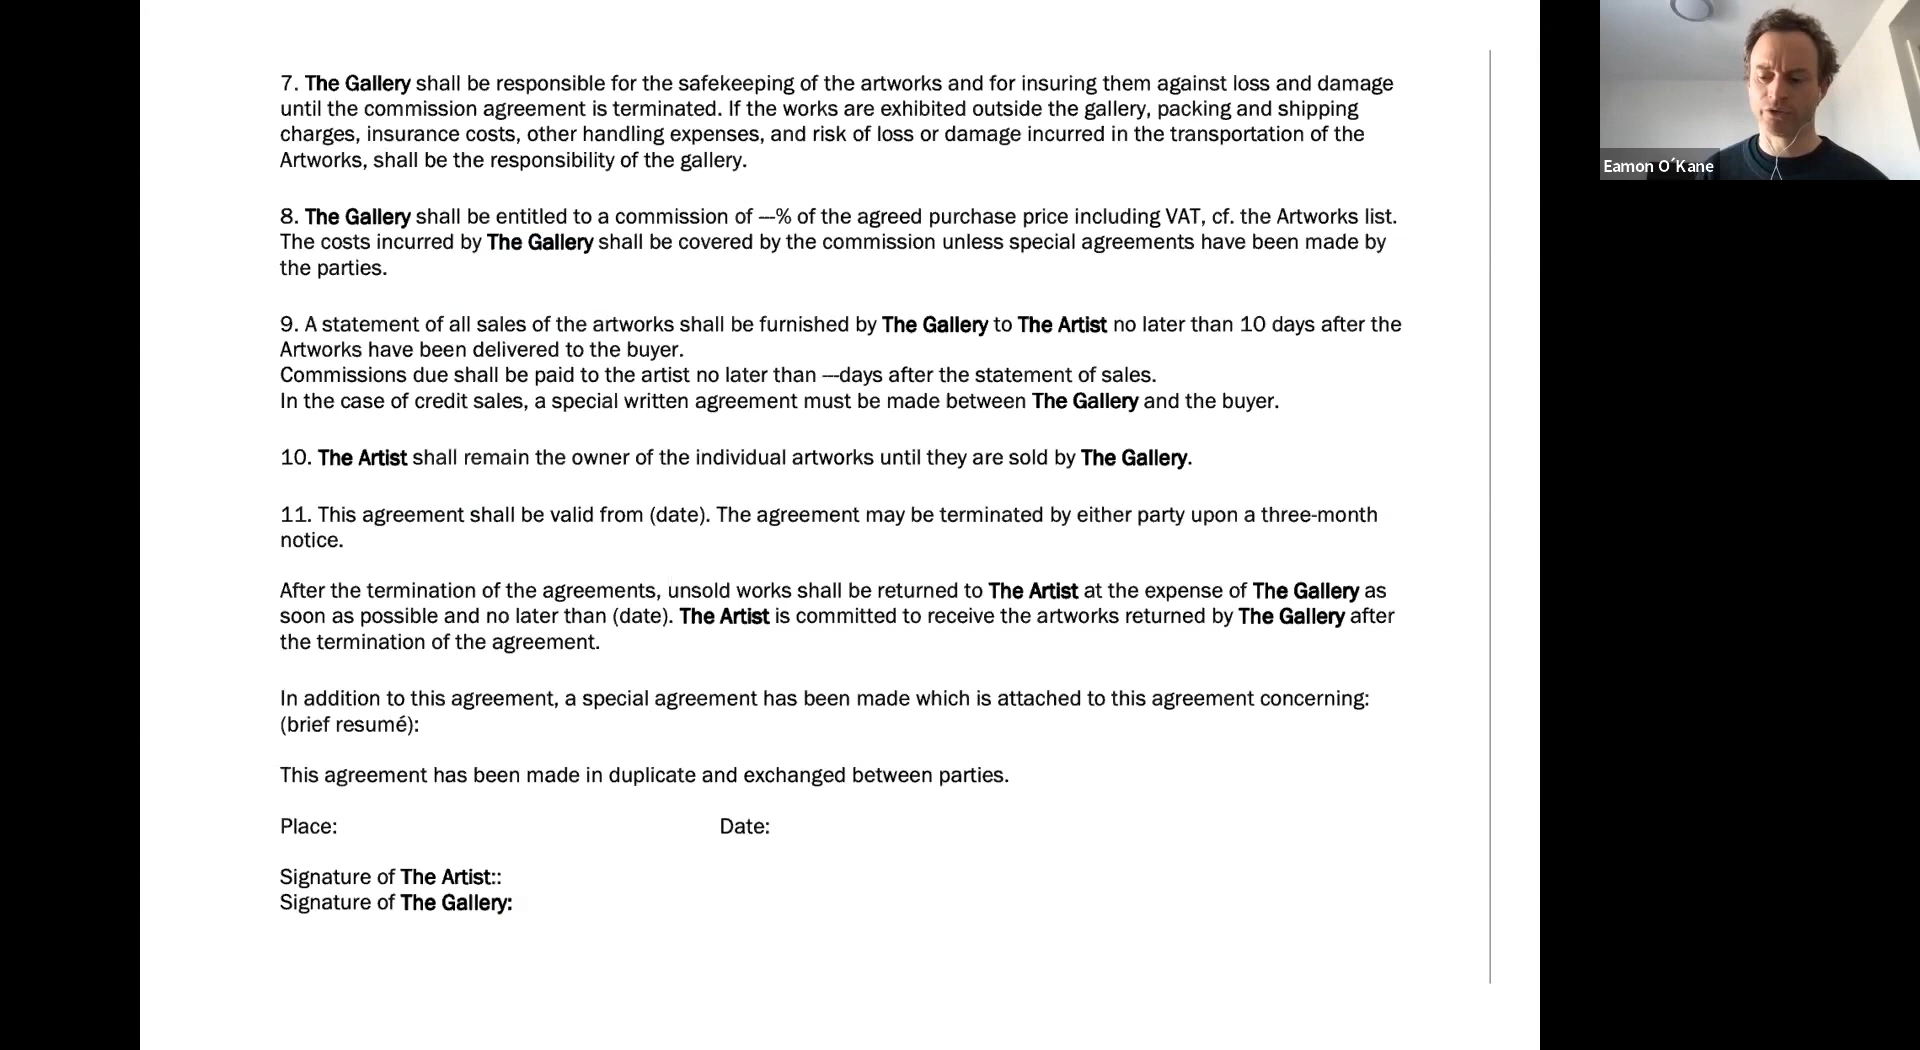 7. The Gallery shall be responsible for the safekeeping of the artworks and for insuring them against loss and damage
until the commission agreement is terminated. If the works are exhibited outside the gallery, packing and shipping
charges, insurance costs, other handling expenses, and risk of loss or damage incurred in the transportation of the
Artworks, shall be the responsibility of the gallery.
8. The Gallery shall be entitled to a commission of ---% of the agreed purchase price including VAT, cf. the Artworks list.
The costs incurred by The Gallery shall be covered by the commission unless special agreements have been made by
the parties.
9. A statement of all sales of the artworks shall be furnished by The Gallery to The Artist no later than 10 days after the
Artworks have been delivered to the buyer.
Commissions due shall be paid to the artist no later than ---days after the statement of sales.
In the case of credit sales, a special written agreement must be made between The Gallery and the buyer.
10. The Artist shall remain the owner of the individual artworks until they are sold by The Gallery.
11. This agreement shall be valid from (date). The agreement may be terminated by either party upon a three-month
notice.
After the termination of the agreements, unsold works shall be returned to The Artist at the expense of The Gallery as
soon as possible and no later than (date). The Artist is committed to receive the artworks returned by The Gallery after
the termination of the agreement.
In addition to this agreement, a special agreement has been made which is attached to this agreement concerning:
(brief resumé):
This agreement has been made in duplicate and exchanged between parties.
Place: Date:
Signature of The Artist::
Signature of The Gallery:
Eamon O´Kane